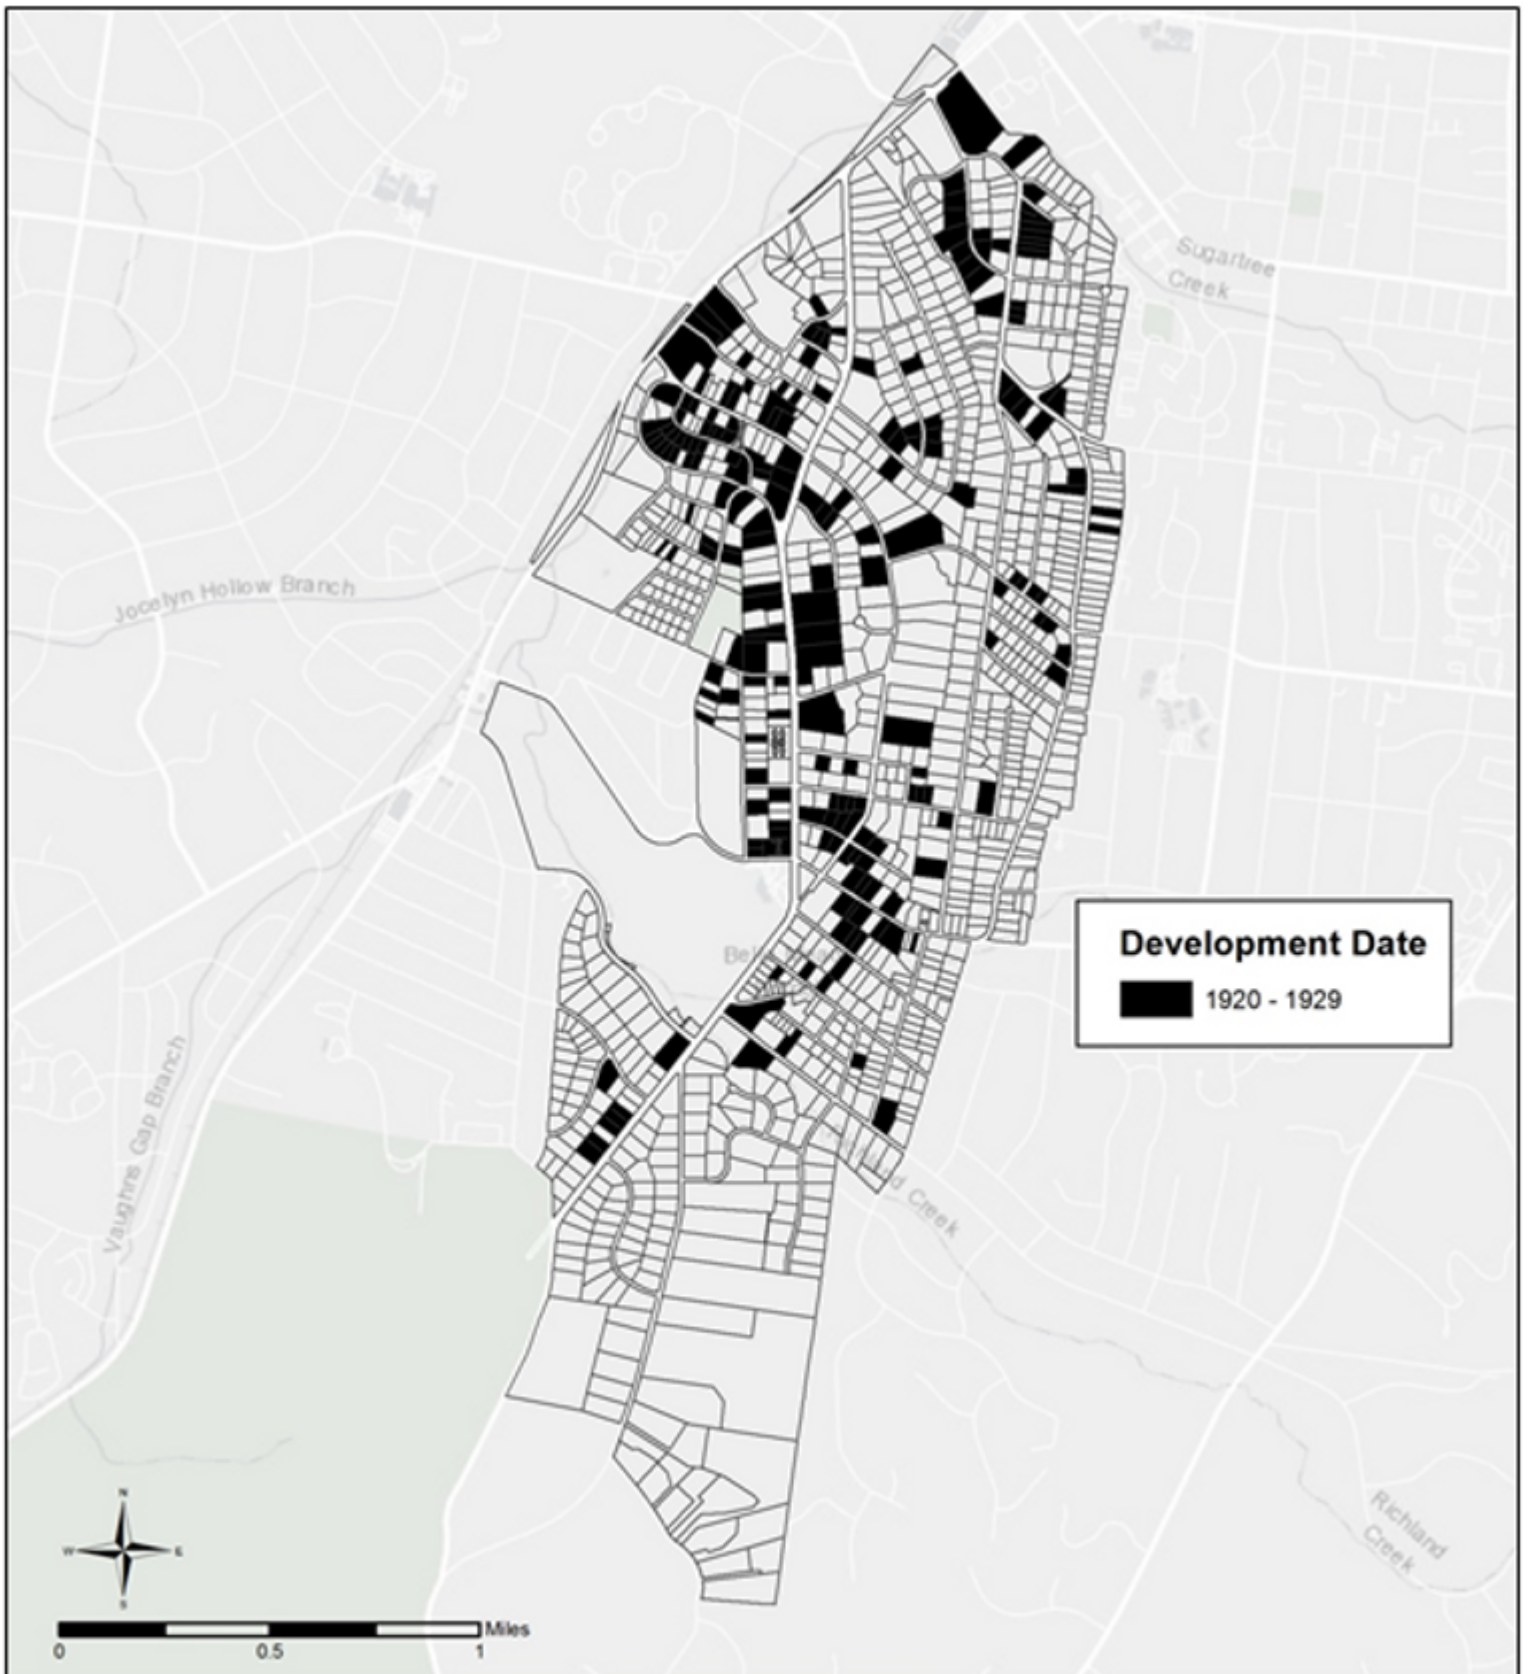 Sugartree
Creek
Jocelyn Hollow Branch
Development Date
1920 - 1929
Vaughns Gap Branch
Creek
Richland
Creek
N
W
E
S
Miles
0
0.5
1